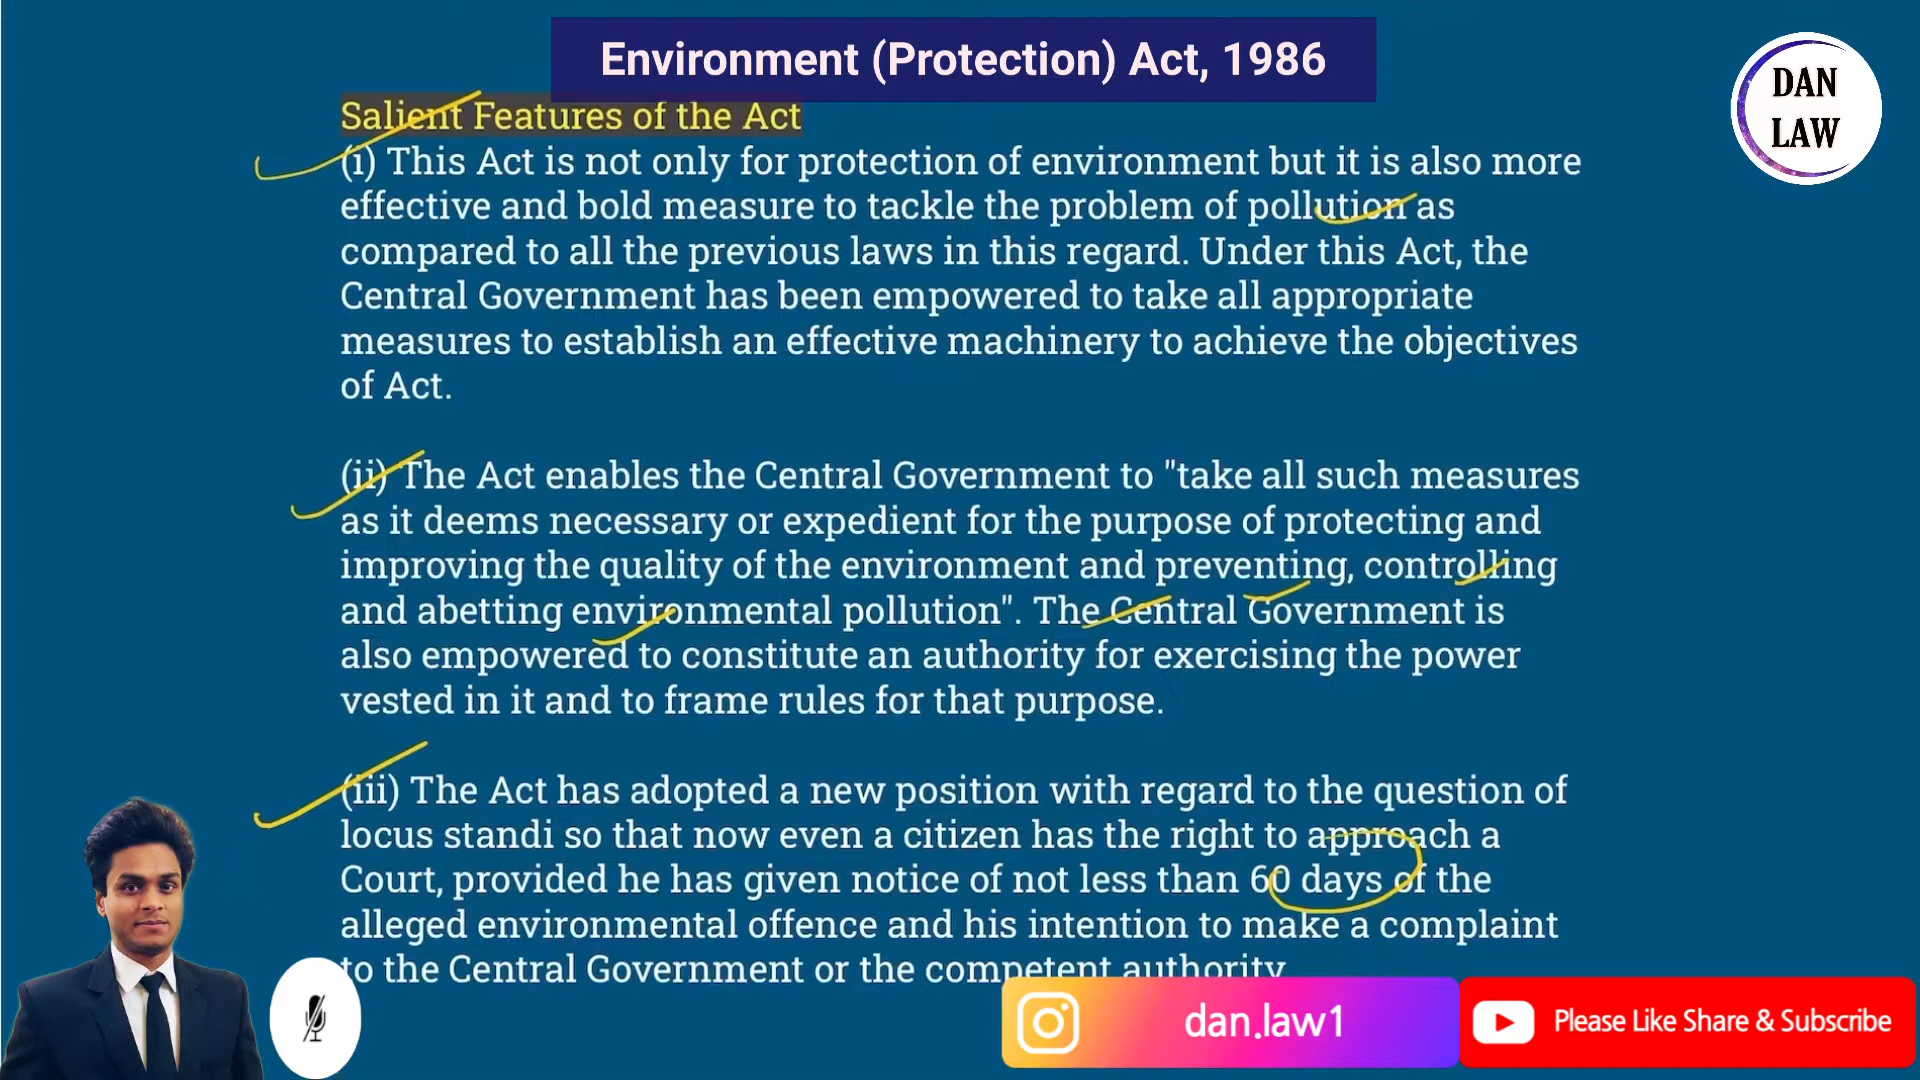 Environment (Protection) Act, 1986
DAN
LAW
Salient Features of the Act
(i) This Act is not only for protection of environment but it is also more
effective and bold measure to tackle the problem of pollution as
compared to all the previous laws in this regard. Under this Act, the
Central Government has been empowered to take all appropriate
measures to establish an effective machinery to achieve the objectives
of Act.
(ii) The Act enables the Central Government to "take all such measures
as it deems necessary or expedient for the purpose of protecting and
improving the quality of the environment and preventing, controlling
and abetting environmental pollution". The Central Government is
also empowered to constitute an authority for exercising the power
vested in it and to frame rules for that purpose.
(iii) The Act has adopted a new position with regard to the question of
locus standi so that now even a citizen has the right to approach a
Court, provided he has given notice of not less than 60 days of the
alleged environmental offence and his intention to make a complaint
to the Central Government or the competent authority.
dan.law1
Please Like Share & Subscribe